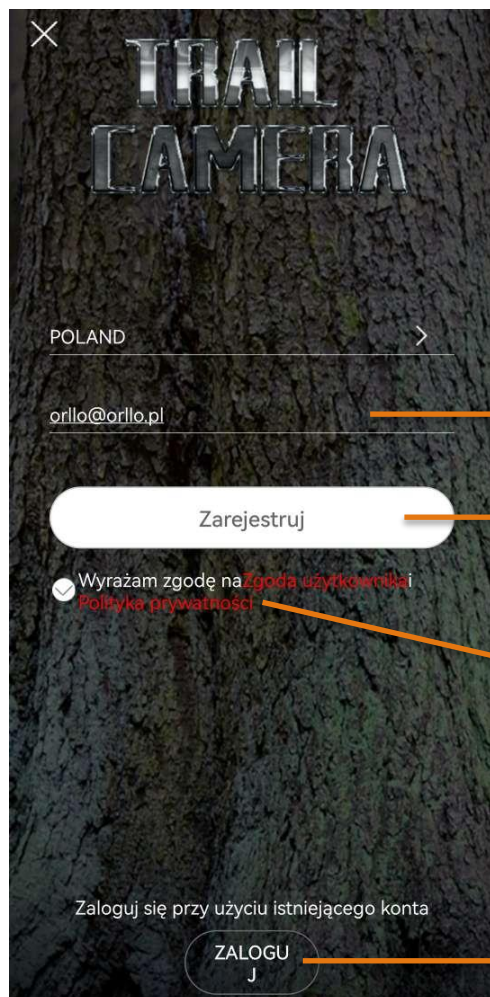 TRAIL
CAMERA
POLAND
orllo@orllo.pl
Zarejestruj
Wyrażam zgodę naZgoda użytkownikai
Polityka prywatności
Zaloguj się przy użyciu istniejącego konta
ZALOGU
J